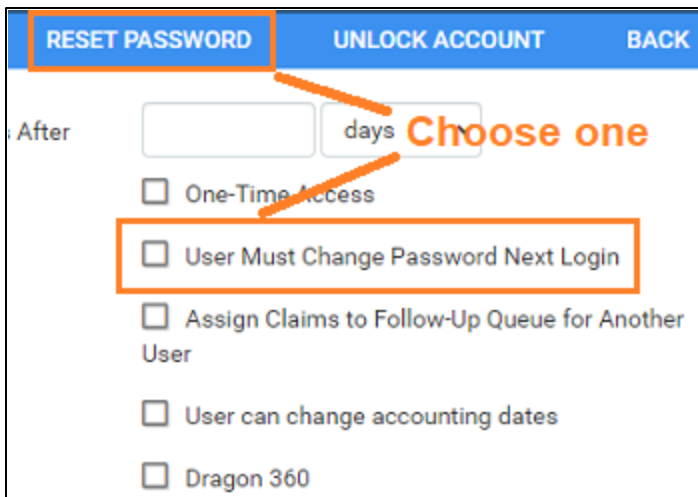 RESET PASSWORD UNLOCK ACCOUNT BACK
After days Choose one
One-Time Access
User Must Change Password Next Login
Assign Claims to Follow-Up Queue for Another
User
User can change accounting dates
Dragon 360